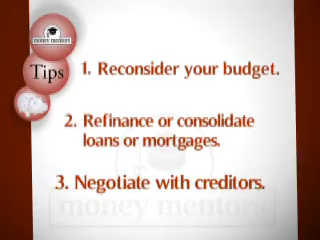 money mentors
Tips
1. Reconsider your budget.
2. Refinance or consolidate
loans or mortgages.
3. Negotiate with creditors.
money mentors